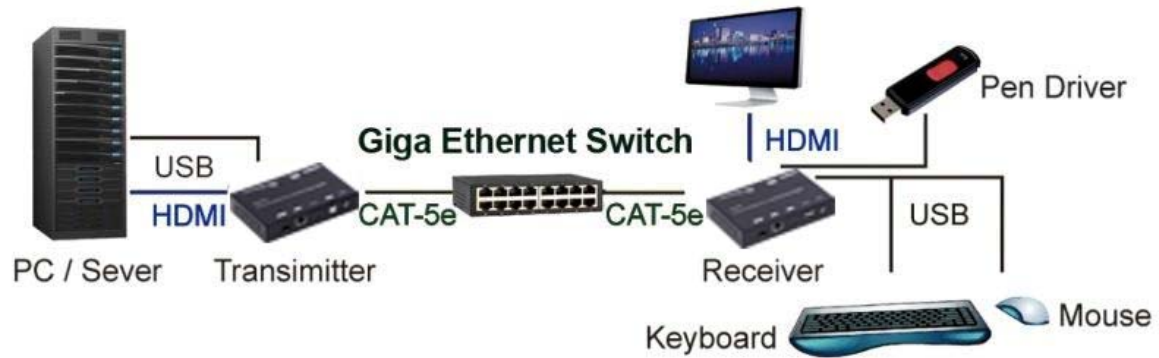 Pen Driver
Giga Ethernet Switch
HDMI
USB
HDMI
CAT-5e
CAT-5e
USB
PC / Sever
Transimitter
Receiver
Keyboard
Mouse